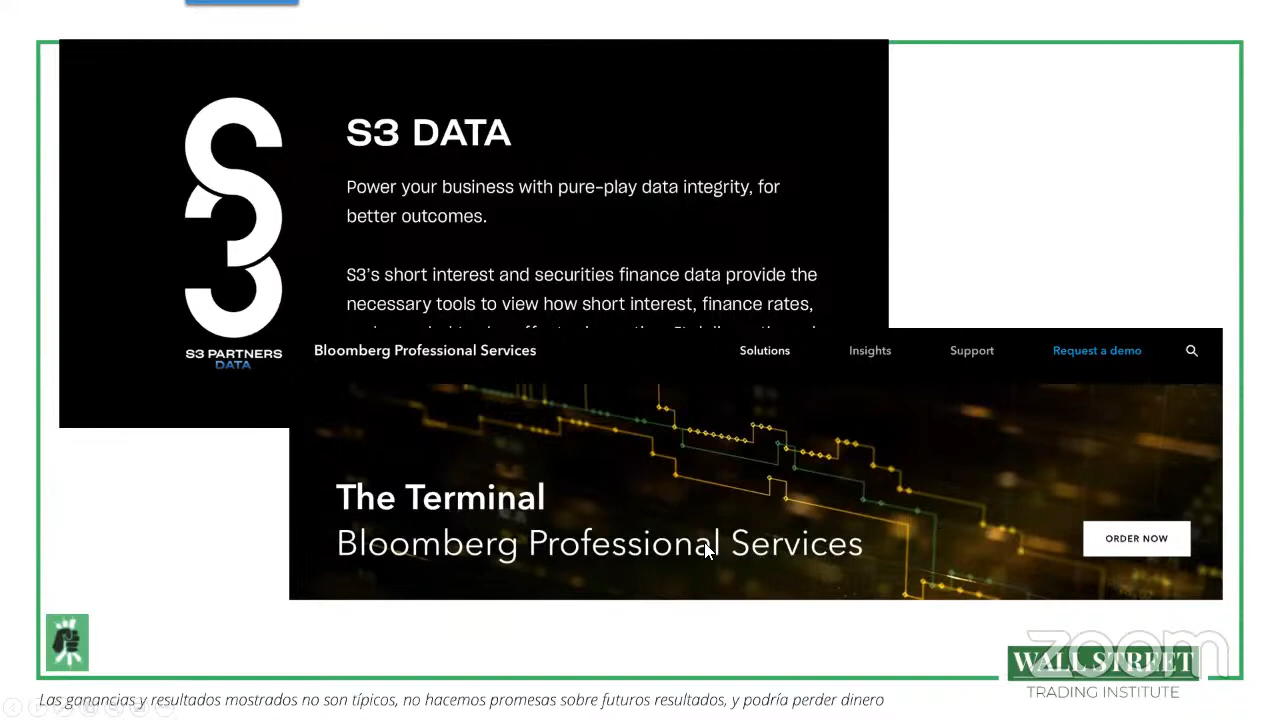 S3 DATA
Power your business with pure-play data integrity, for
better outcomes.
S3's short interest and securities finance data provide the
necessary tools to view how short interest, finance rates,
S3 PARTNERS
DATA
Bloomberg Professional Services
Solutions
Insights
Support
Request a demo
The Terminal
Bloomberg Professional Services
ORDER NOW
zoom
WALL STREET
TRADING INSTITUTE
Las ganancias y resultados mostrados no son típicos, no hacemos promesas sobre futuros resultados, y podría perder dinero